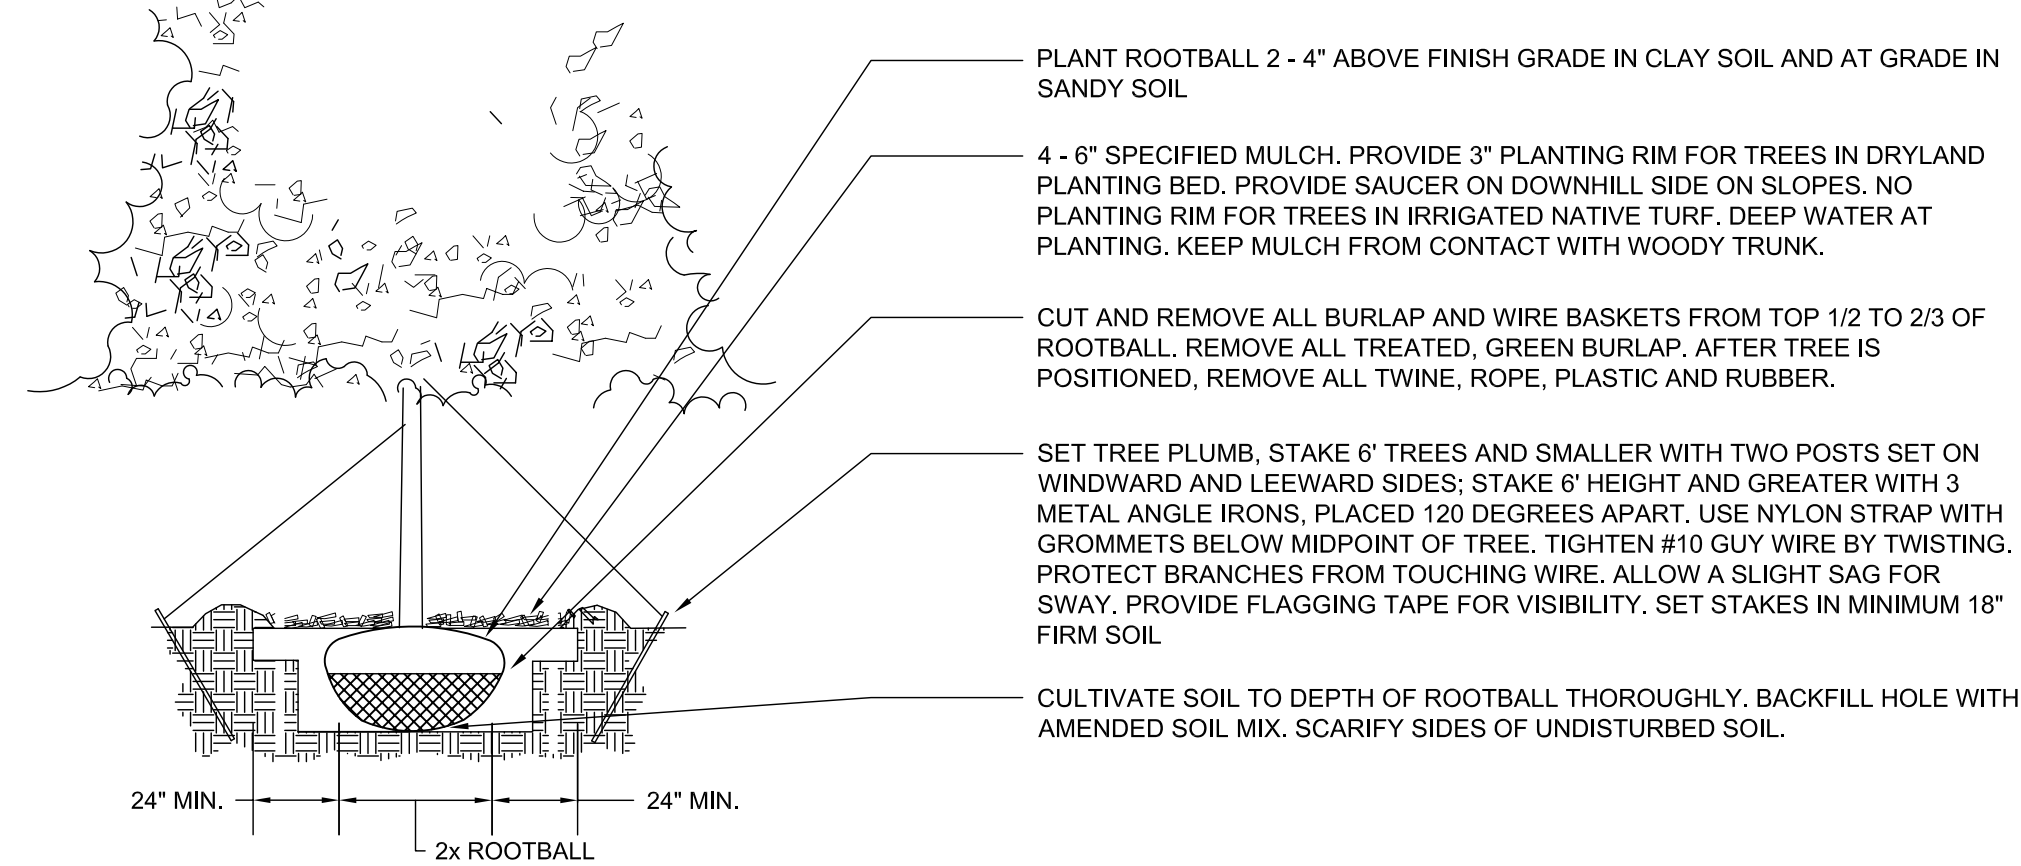 PLANT ROOTBALL 2 - 4" ABOVE FINISH GRADE IN CLAY SOIL AND AT GRADE IN
SANDY SOIL
4 - 6" SPECIFIED MULCH. PROVIDE 3" PLANTING RIM FOR TREES IN DRYLAND
PLANTING BED. PROVIDE SAUCER ON DOWNHILL SIDE ON SLOPES. NO
PLANTING RIM FOR TREES IN IRRIGATED NATIVE TURF. DEEP WATER AT
PLANTING. KEEP MULCH FROM CONTACT WITH WOODY TRUNK.
CUT AND REMOVE ALL BURLAP AND WIRE BASKETS FROM TOP 1/2 TO 2/3 OF
ROOTBALL. REMOVE ALL TREATED, GREEN BURLAP. AFTER TREE IS
POSITIONED, REMOVE ALL TWINE, ROPE, PLASTIC AND RUBBER.
SET TREE PLUMB, STAKE 6' TREES AND SMALLER WITH TWO POSTS SET ON
WINDWARD AND LEEWARD SIDES; STAKE 6' HEIGHT AND GREATER WITH 3
METAL ANGLE IRONS, PLACED 120 DEGREES APART. USE NYLON STRAP WITH
GROMMETS BELOW MIDPOINT OF TREE. TIGHTEN #10 GUY WIRE BY TWISTING.
PROTECT BRANCHES FROM TOUCHING WIRE. ALLOW A SLIGHT SAG FOR
SWAY. PROVIDE FLAGGING TAPE FOR VISIBILITY. SET STAKES IN MINIMUM 18"
FIRM SOIL
CULTIVATE SOIL TO DEPTH OF ROOTBALL THOROUGHLY. BACKFILL HOLE WITH
AMENDED SOIL MIX. SCARIFY SIDES OF UNDISTURBED SOIL.
24" MIN.
24" MIN.
2x ROOTBALL